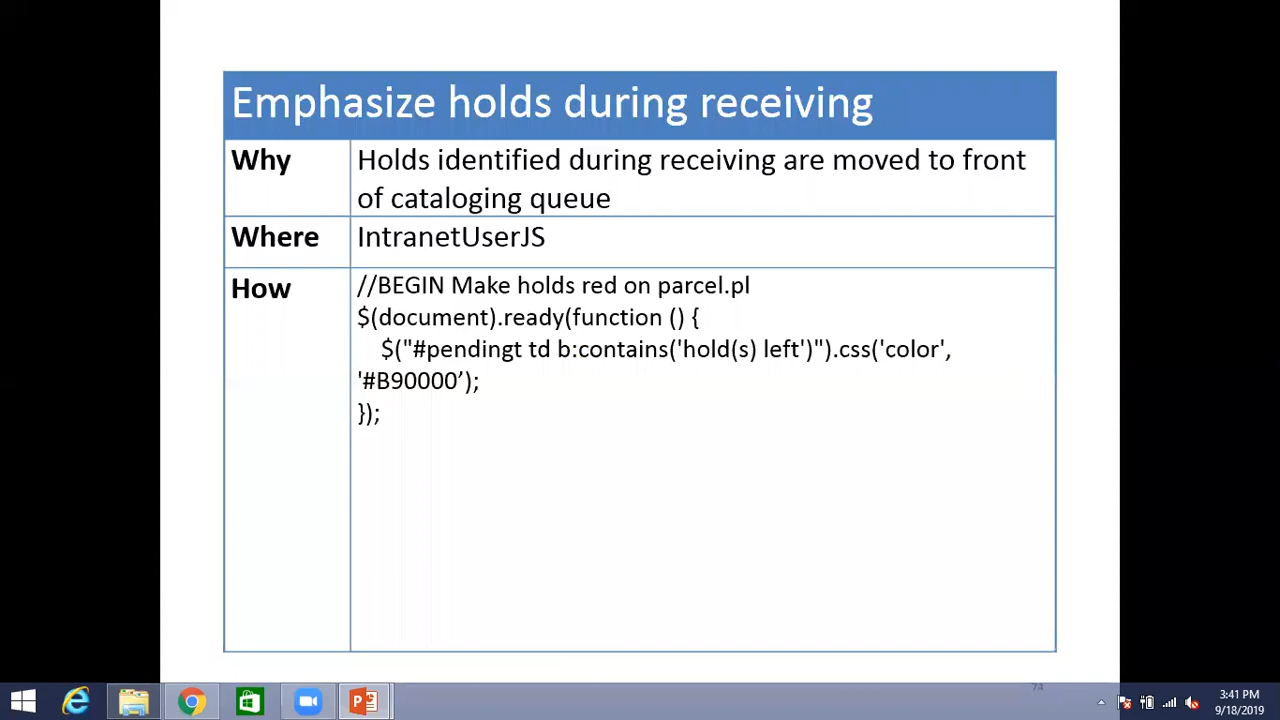 Emphasize holds during receiving
Why
Holds identified during receiving are moved to front
of cataloging queue
Where
IntranetUserJS
How
//BEGIN Make holds red on parcel.pl
$(document).ready(function () {
$("#pendingt td b:contains('hold(s) left')").css('color',
'#B90000’);
});
3:41 PM
9/18/2019